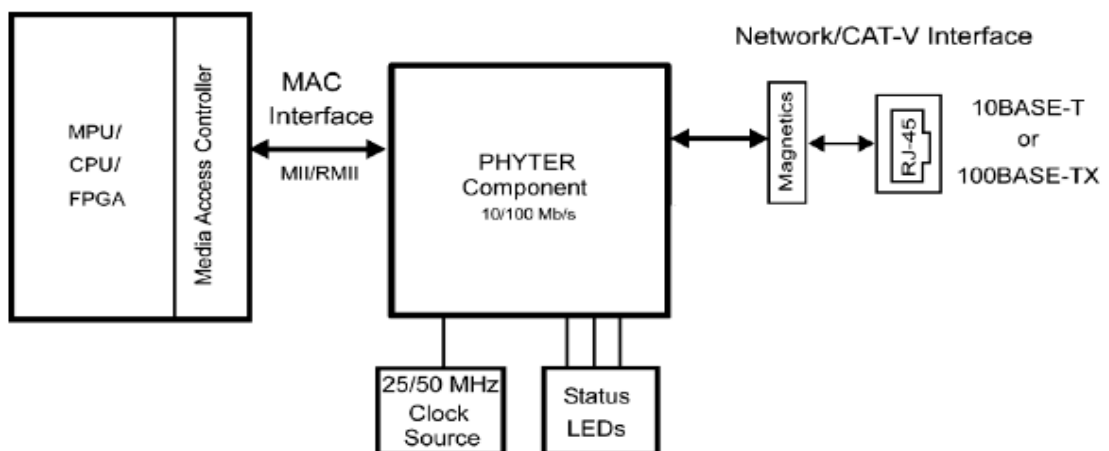 Network/CAT-V Interface
MPU/
CPU/
FPGA
Media Access Controller
MAC
Interface
MII/RMII
PHYTER
Component
10/100 Mb/s
Magnetics
RJ-45
10BASE-T
or
100BASE-TX
25/50 MHz
Clock
Source
Status
LEDs